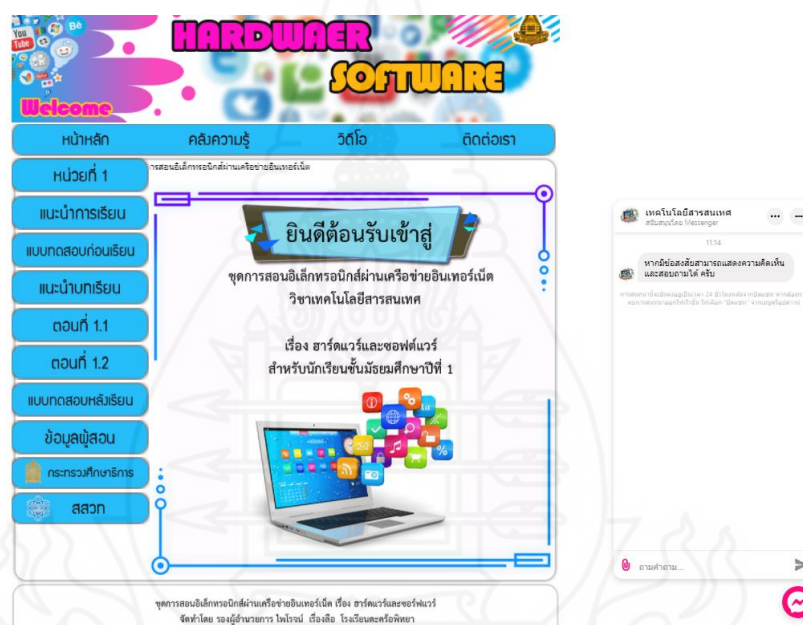 You
Tube
Bē
HARDWAER
SOFTWARE
Welcome
หน้าหลัก
คลังความรู้
วิดีโอ
ติดต่อเรา
หน่วยที่ 1
แนะนำการเรียน
แบบทดสอบก่อนเรียน
แนะนำบทเรียน
ตอนที่ 1.1
ตอนที่ 1.2
แบบทดสอบหลังเรียน
ข้อมูลผู้สอน
กระทรวงศึกษาธิการ
สสวท
ารสอนอิเล็กทรอนิกส์ผ่านเครือข่ายอินเทอร์เน็ต
ยินดีต้อนรับเข้าสู่
ชุดการสอนอิเล็กทรอนิกส์ผ่านเครือข่ายอินเทอร์เน็ต
วิชาเทคโนโลยีสารสนเทศ
เรื่อง ฮาร์ดแวร์และซอฟต์แวร์
สำหรับนักเรียนชั้นมัธยมศึกษาปีที่ 1
ชุดการสอนอิเล็กทรอนิกส์ผ่านเครือข่ายอินเทอร์เน็ต เรื่อง ฮาร์ดแวร์และซอร์ฟแวร์
จัดทำโดย รองผู้อำนวยการ ไพโรจน์ เรื่องลือ โรงเรียนตะคร้อพิทยา
เทคโนโลยีสารสนเทศ
สนับสนุนโดย Messenger
11:14
หากมีข้อสงสัยสามารถแสดงความคิดเห็น
และสอบถามได้ ครับ
ถามคำถาม...